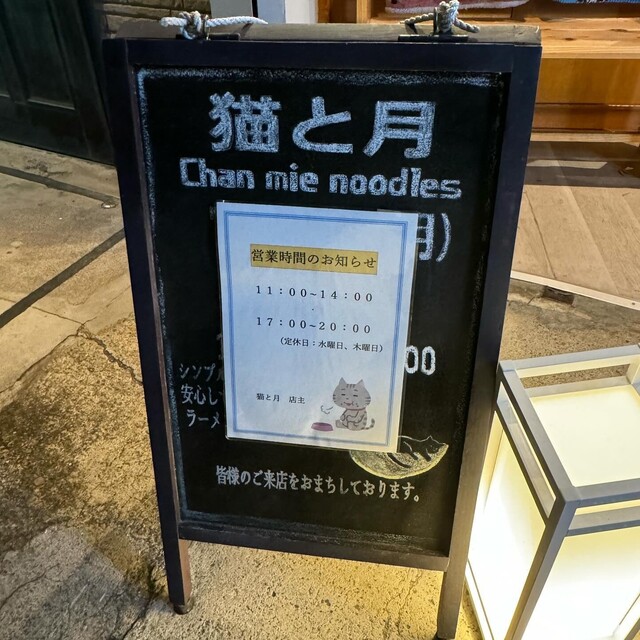 猫と月
Chan mie noodles
月)
営業時間のお知らせ
11:00~14:00
17:00~20:00
(定休日:水曜日、木曜日)
00
シンプ
安心し
ラーメ
猫と月 店主
皆様のご来店をおまちしております。